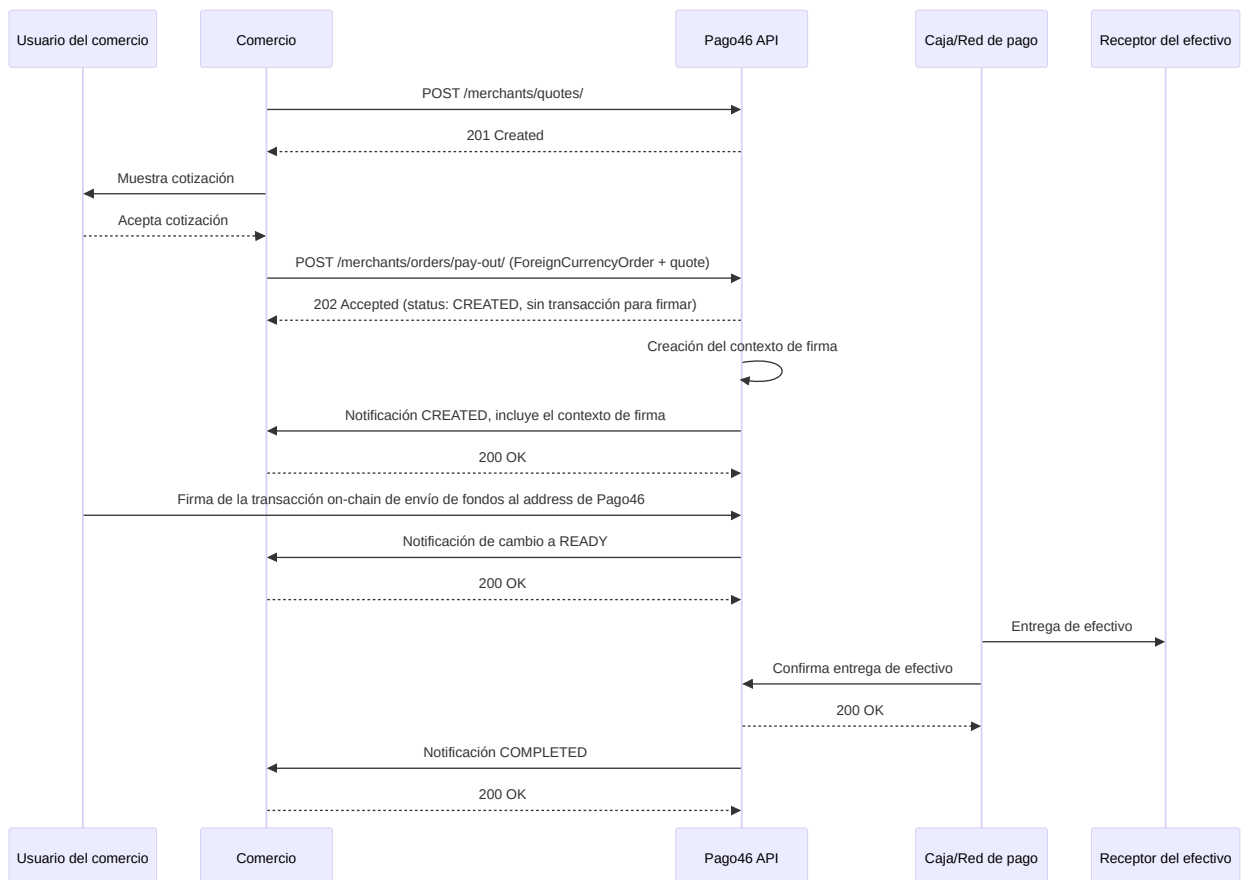 Usuario del comercio
Comercio
Pago46 API
Caja/Red de pago
Receptor del efectivo
POST /merchants/quotes/
201 Created
Muestra cotización
Acepta cotización
POST /merchants/orders/pay-out/ (ForeignCurrencyOrder + quote)
202 Accepted (status: CREATED, sin transacción para firmar)
Creación del contexto de firma
Notificación CREATED, incluye el contexto de firma
200 OK
Firma de la transacción on-chain de envío de fondos al address de Pago46
Notificación de cambio a READY
200 OK
Entrega de efectivo
Confirma entrega de efectivo
200 OK
Notificación COMPLETED
200 OK
Usuario del comercio
Comercio
Pago46 API
Caja/Red de pago
Receptor del efectivo